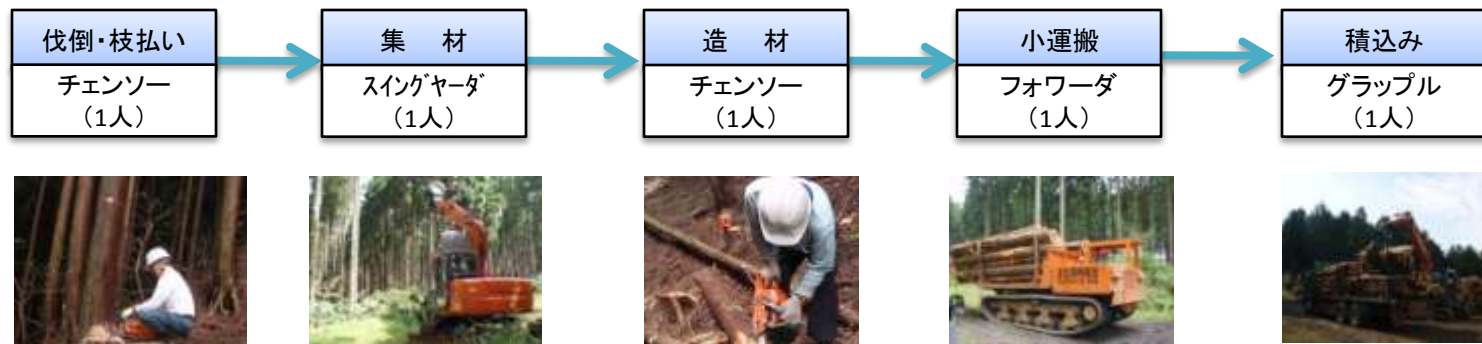 伐倒・枝払い
チェンソー
（1人）
集　材
ｽｲﾝｸﾞﾔｰﾀﾞ
（1人）
造　材
チェンソー
（1人）
小運搬
フォワーダ
（1人）
積込み
グラップル
（1人）